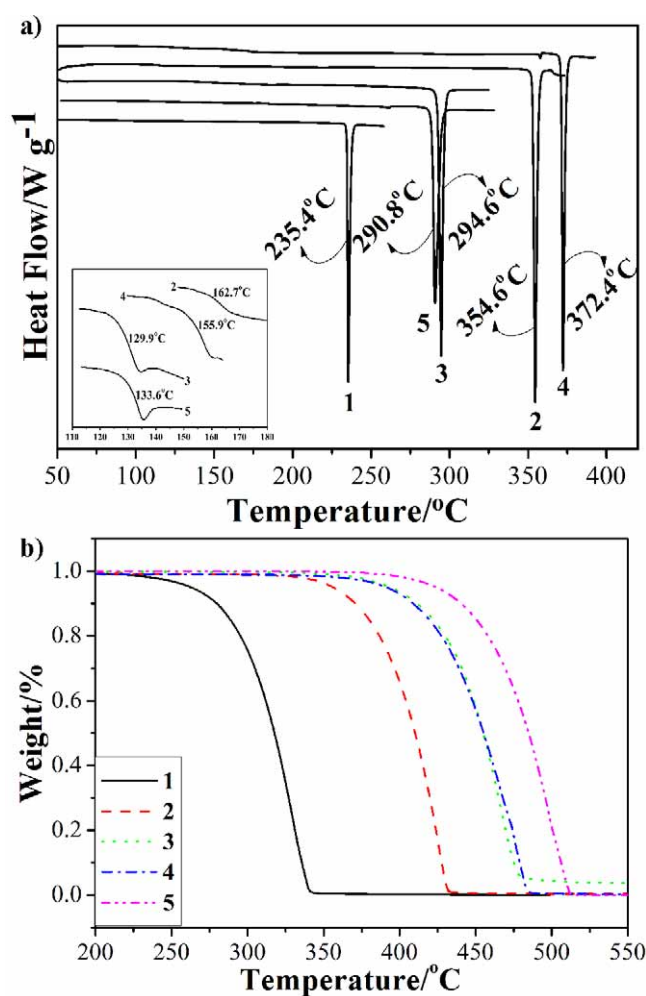 a)
Heat Flow/W g-1
235.4°C
290.8°C
294.6°C
354.6°C
372.4°C
1
5
3
2
4
2
162.7°C
4
155.9°C
129.9°C
3
133.6°C
5
110 120 130 140 150 160 170 180
50 100 150 200 250 300 350 400
Temperature/°C
b)
Weight/%
1.0
0.8
0.6
0.4
0.2
0.0
1
2
3
4
5
200 250 300 350 400 450 500 550
Temperature/°C